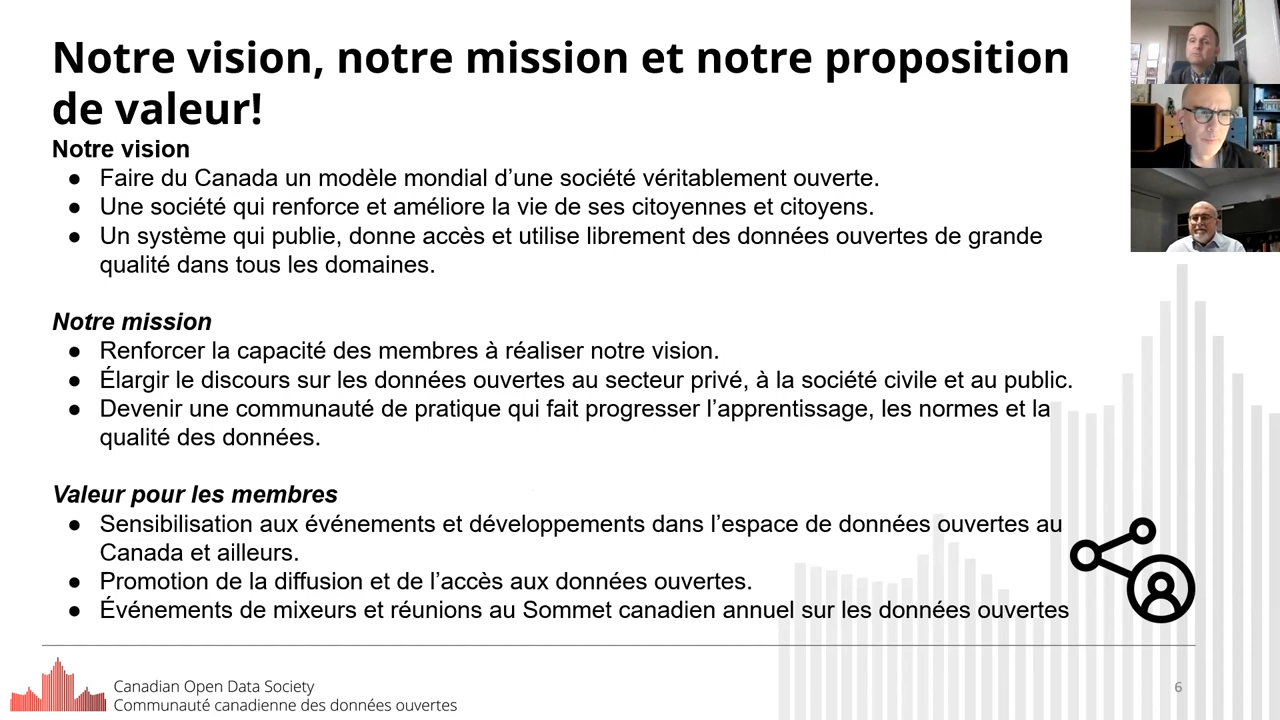 Notre vision, notre mission et notre proposition
de valeur!
Notre vision
● Faire du Canada un modèle mondial d’une société véritablement ouverte.
● Une société qui renforce et améliore la vie de ses citoyennes et citoyens.
● Un système qui publie, donne accès et utilise librement des données ouvertes de grande
qualité dans tous les domaines.
Notre mission
● Renforcer la capacité des membres à réaliser notre vision.
● Élargir le discours sur les données ouvertes au secteur privé, à la société civile et au public.
● Devenir une communauté de pratique qui fait progresser l’apprentissage, les normes et la
qualité des données.
Valeur pour les membres
● Sensibilisation aux événements et développements dans l’espace de données ouvertes au
Canada et ailleurs.
● Promotion de la diffusion et de l’accès aux données ouvertes.
● Événements de mixeurs et réunions au Sommet canadien annuel sur les données ouvertes
Canadian Open Data Society
Communauté canadienne des données ouvertes
6